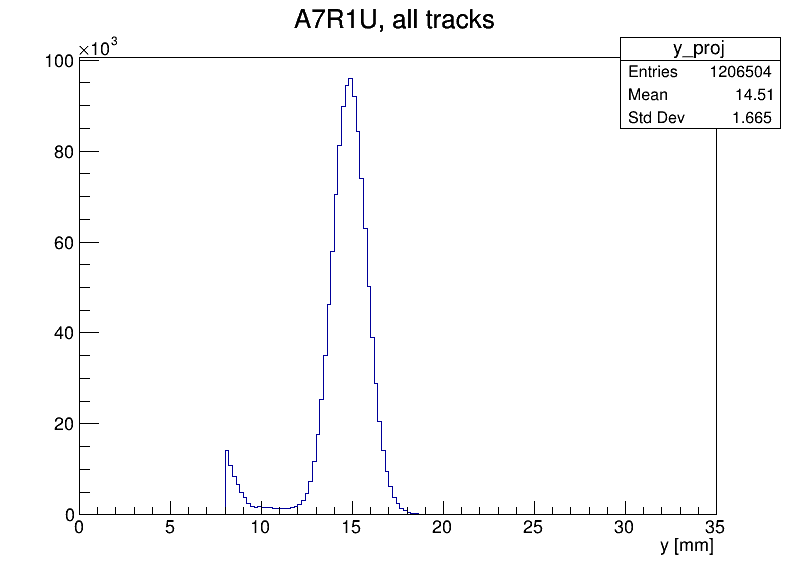 A7R1U, all tracks
×10³
y_proj
Entries 1206504
Mean 14.51
Std Dev 1.665
100
80
60
40
20
0
0 5 10 15 20 25 30 35
y [mm]